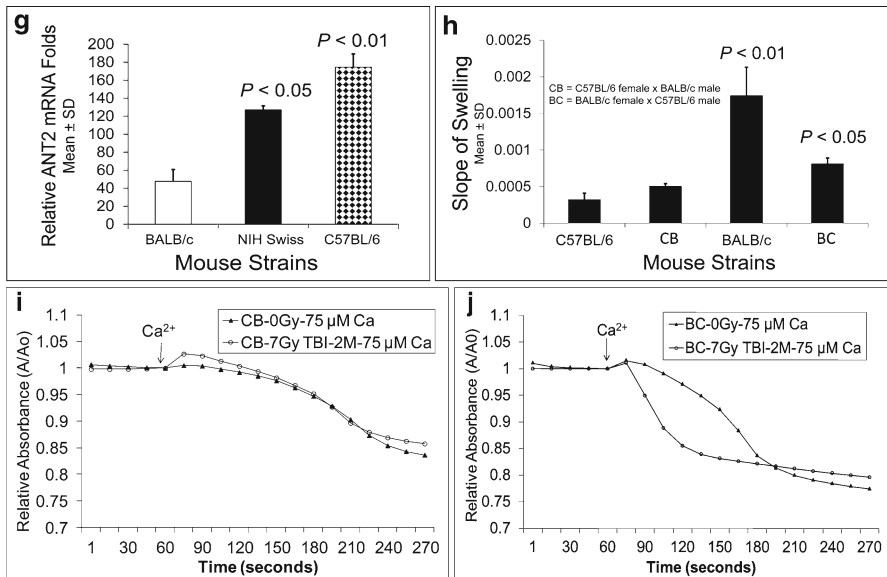 g
Relative ANT2 mRNA Folds
Mean ± SD
200
180
160
140
120
100
80
60
40
20
0
P < 0.05
P < 0.01
BALB/c
NIH Swiss
C57BL/6
Mouse Strains
h
Slope of Swelling
Mean ± SD
0.0025
0.002
0.0015
0.001
0.0005
0
CB = C57BL/6 female x BALB/c male
BC = BALB/c female x C57BL/6 male
P < 0.01
P < 0.05
C57BL/6
CB
BALB/c
BC
Mouse Strains
i
Relative Absorbance (A/Ao)
1.1
1.05
1
0.95
0.9
0.85
0.8
0.75
0.7
Ca2+
CB-0Gy-75 µM Ca
CB-7Gy TBI-2M-75 µM Ca
1 30 60 90 120 150 180 210 240 270
Time (seconds)
j
Relative Absorbance (A/A0)
1.1
1.05
1
0.95
0.9
0.85
0.8
0.75
0.7
Ca2+
BC-0Gy-75 µM Ca
BC-7Gy TBI-2M-75 µM Ca
1 30 60 90 120 150 180 210 240 270
Time (seconds)